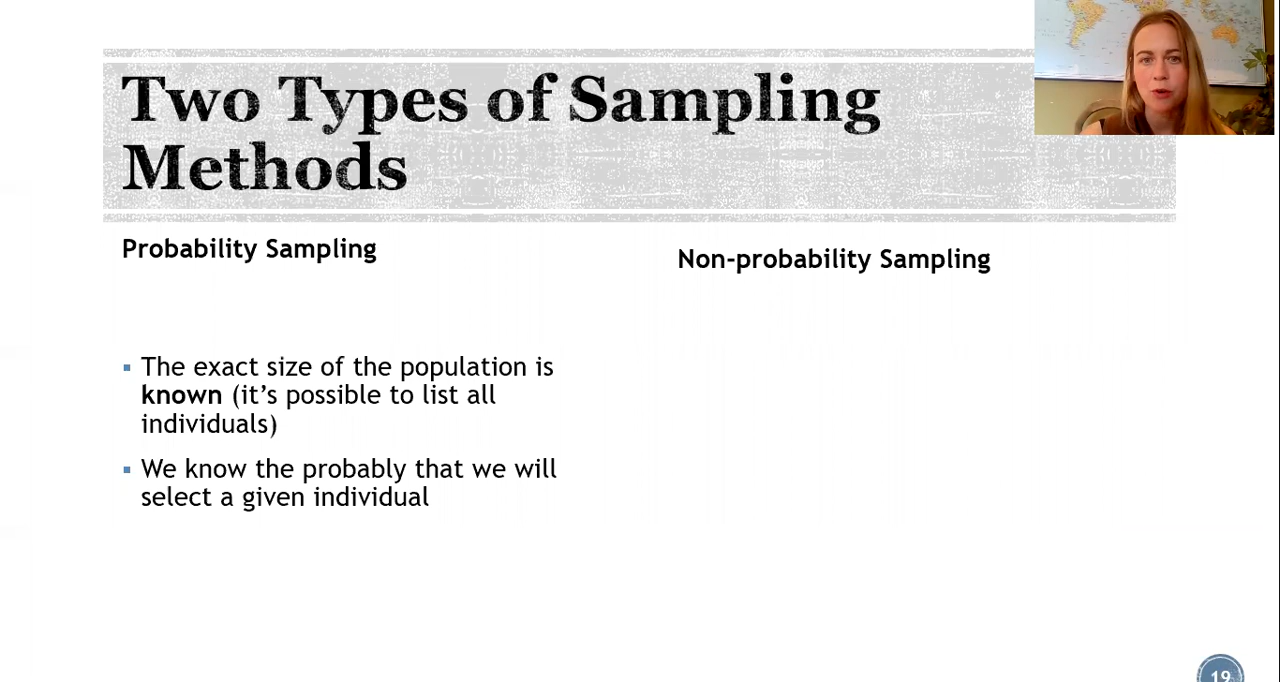 Two Types of Sampling
Methods
Probability Sampling
Non-probability Sampling
▪ The exact size of the population is
known (it’s possible to list all
individuals)
▪ We know the probably that we will
select a given individual
19